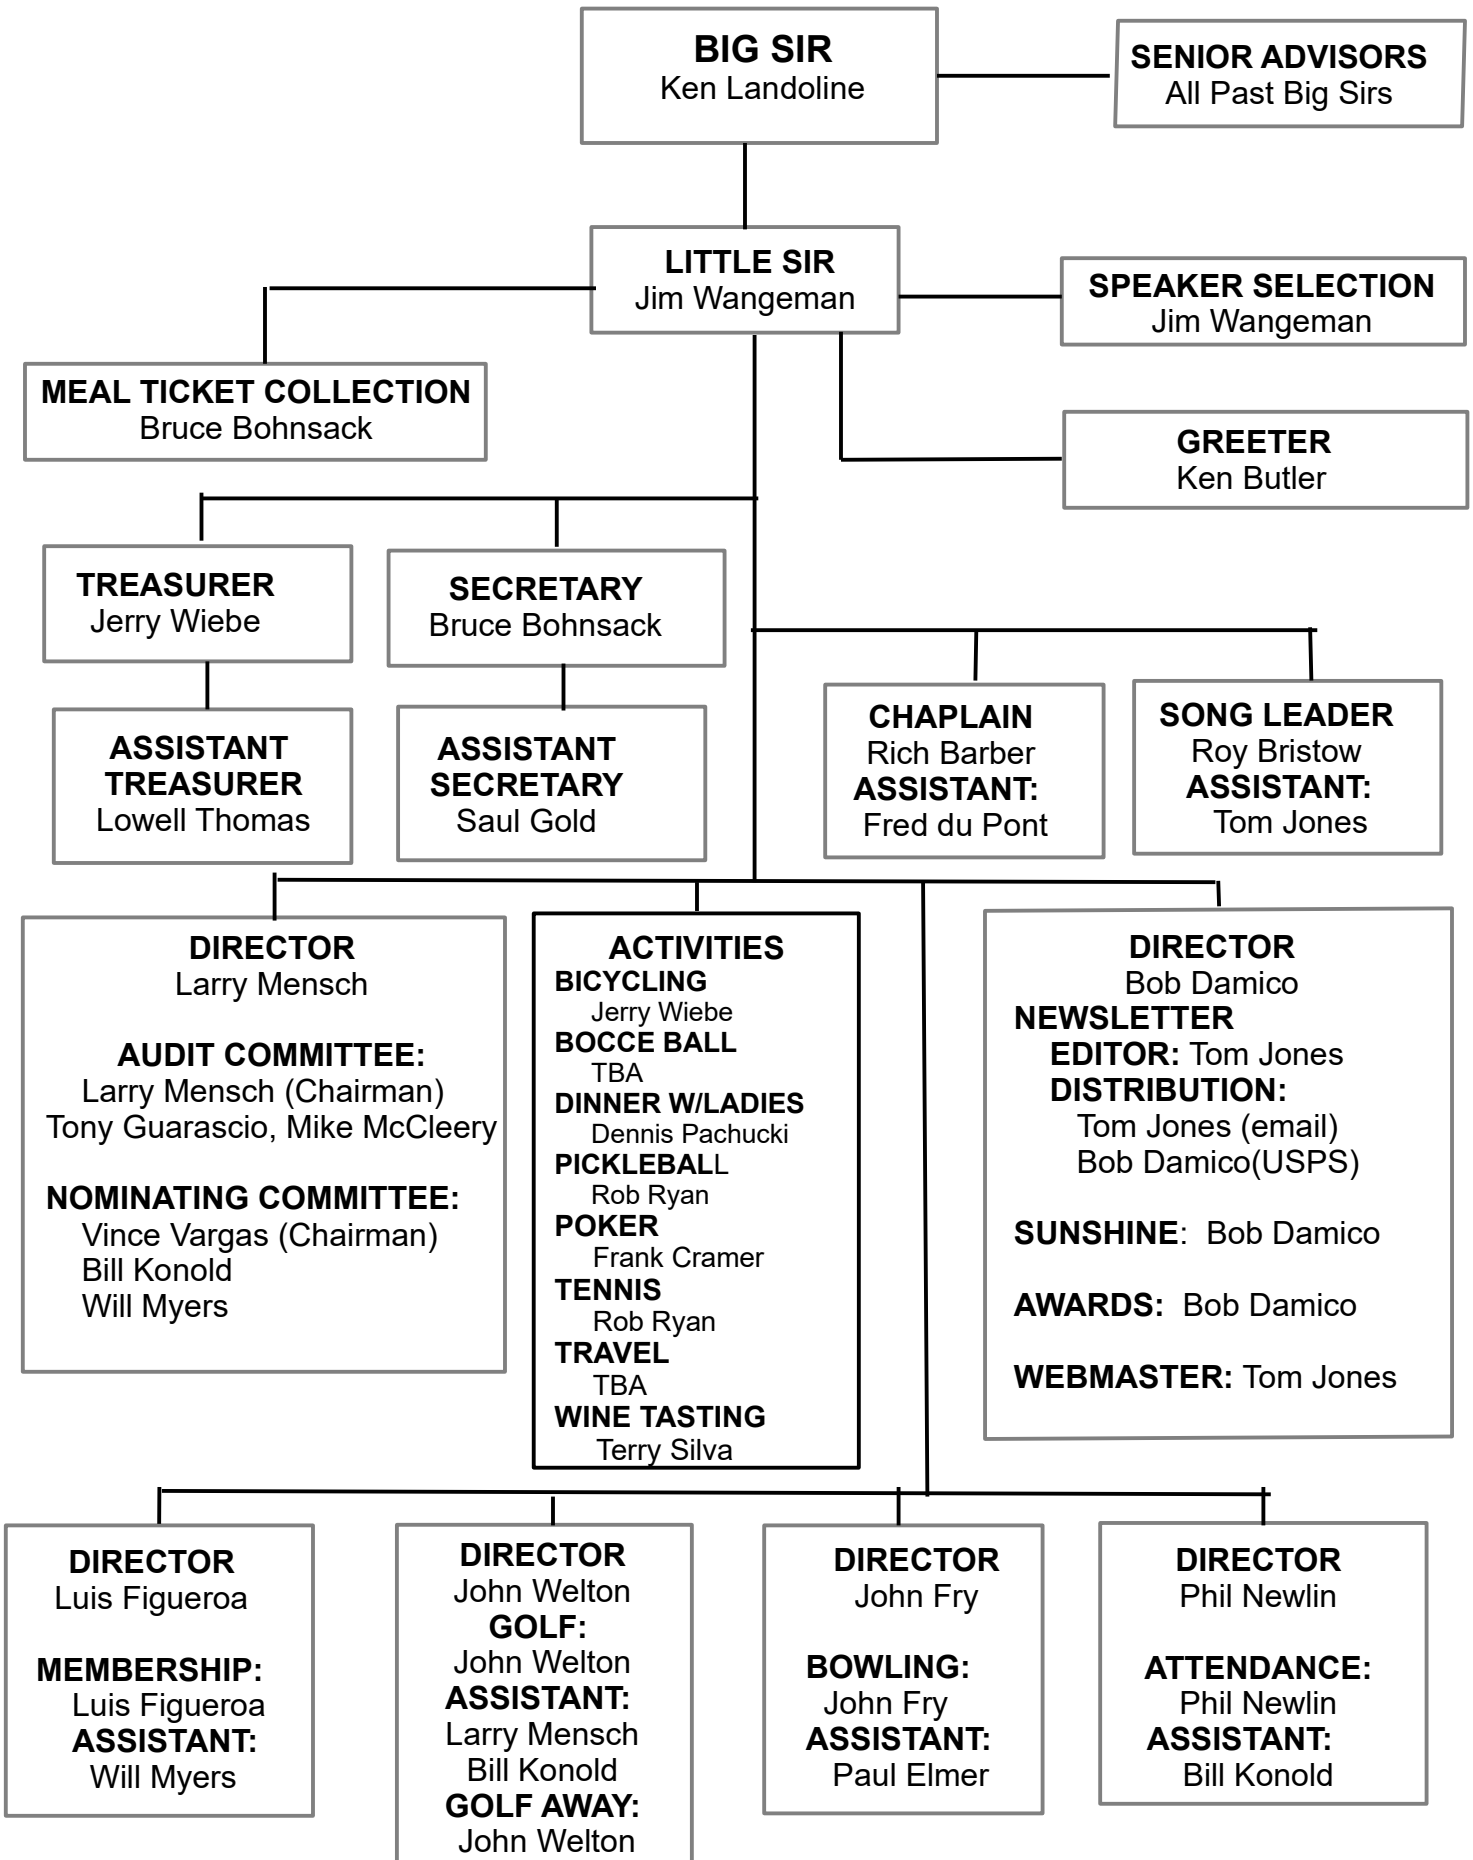 BIG SIR
Ken Landoline
SENIOR ADVISORS
All Past Big Sirs
LITTLE SIR
Jim Wangeman
SPEAKER SELECTION
Jim Wangeman
MEAL TICKET COLLECTION
Bruce Bohnsack
GREETER
Ken Butler
TREASURER
Jerry Wiebe
SECRETARY
Bruce Bohnsack
ASSISTANT
TREASURER
Lowell Thomas
ASSISTANT
SECRETARY
Saul Gold
CHAPLAIN
Rich Barber
ASSISTANT:
Fred du Pont
SONG LEADER
Roy Bristow
ASSISTANT:
Tom Jones
DIRECTOR
Larry Mensch
AUDIT COMMITTEE:
Larry Mensch (Chairman)
Tony Guarascio, Mike McCleery
NOMINATING COMMITTEE:
Vince Vargas (Chairman)
Bill Konold
Will Myers
ACTIVITIES
BICYCLING
Jerry Wiebe
BOCCE BALL
TBA
DINNER W/LADIES
Dennis Pachucki
PICKLEBALL
Rob Ryan
POKER
Frank Cramer
TENNIS
Rob Ryan
TRAVEL
TBA
WINE TASTING
Terry Silva
DIRECTOR
Bob Damico
NEWSLETTER
EDITOR: Tom Jones
DISTRIBUTION:
Tom Jones (email)
Bob Damico(USPS)
SUNSHINE: Bob Damico
AWARDS: Bob Damico
WEBMASTER: Tom Jones
DIRECTOR
Luis Figueroa
MEMBERSHIP:
Luis Figueroa
ASSISTANT:
Will Myers
DIRECTOR
John Welton
GOLF:
John Welton
ASSISTANT:
Larry Mensch
Bill Konold
GOLF AWAY:
John Welton
DIRECTOR
John Fry
BOWLING:
John Fry
ASSISTANT:
Paul Elmer
DIRECTOR
Phil Newlin
ATTENDANCE:
Phil Newlin
ASSISTANT:
Bill Konold